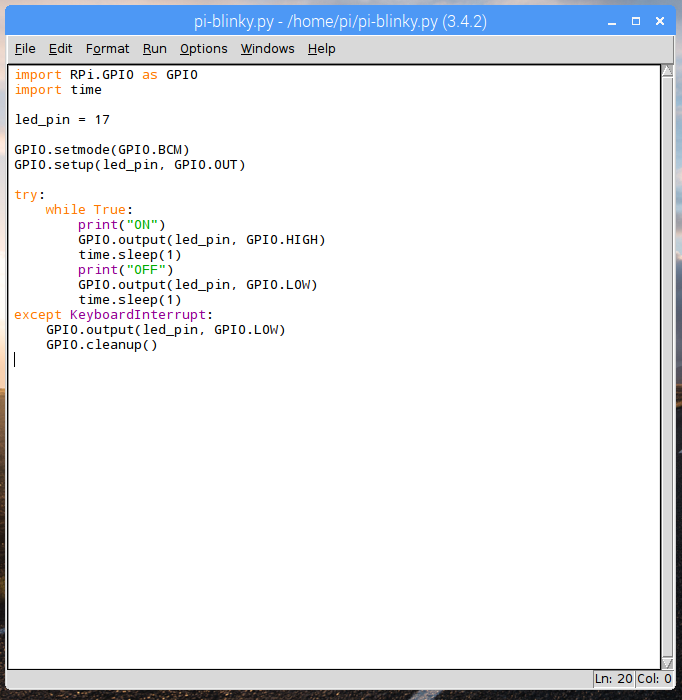 pi-blinky.py - /home/pi/pi-blinky.py (3.4.2)
File Edit Format Run Options Windows Help
import RPi.GPIO as GPIO
import time

led_pin = 17

GPIO.setmode(GPIO.BCM)
GPIO.setup(led_pin, GPIO.OUT)

try:
    while True:
        print("ON")
        GPIO.output(led_pin, GPIO.HIGH)
        time.sleep(1)
        print("OFF")
        GPIO.output(led_pin, GPIO.LOW)
        time.sleep(1)
except KeyboardInterrupt:
    GPIO.output(led_pin, GPIO.LOW)
    GPIO.cleanup()
Ln: 20 Col: 0